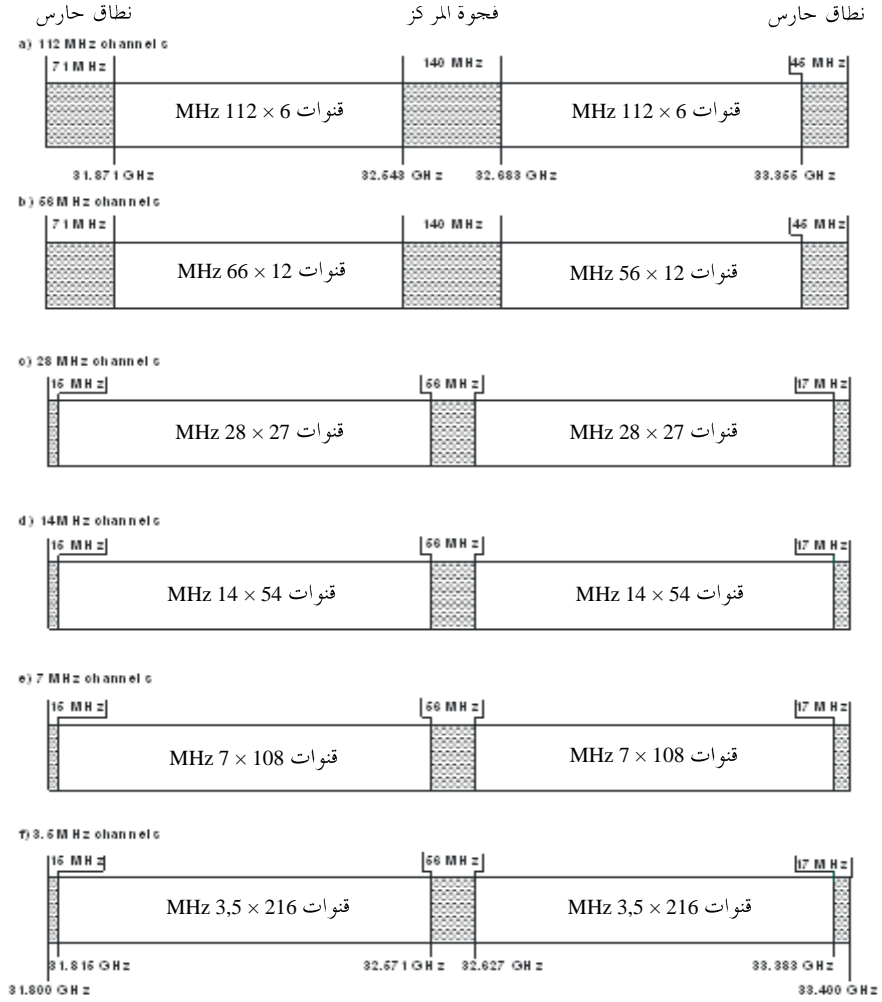 نطاق حارس فجوة المركز نطاق حارس
a) 112 MHz channels
71 MHz 140 MHz 45 MHz
قنوات 6 × 112 MHz قنوات 6 × 112 MHz
31.871 GHz 32.543 GHz 32.683 GHz 33.355 GHz
b) 56 MHz channels
71 MHz 140 MHz 45 MHz
قنوات 12 × 66 MHz قنوات 12 × 56 MHz
c) 28 MHz channels
15 MHz 56 MHz 17 MHz
قنوات 27 × 28 MHz قنوات 27 × 28 MHz
d) 14 MHz channels
15 MHz 56 MHz 17 MHz
قنوات 54 × 14 MHz قنوات 54 × 14 MHz
e) 7 MHz channels
15 MHz 56 MHz 17 MHz
قنوات 108 × 7 MHz قنوات 108 × 7 MHz
f) 3.5 MHz channels
15 MHz 56 MHz 17 MHz
قنوات 216 × 3,5 MHz قنوات 216 × 3,5 MHz
31.815 GHz 32.571 GHz 32.627 GHz 33.383 GHz
31.800 GHz 33.400 GHz